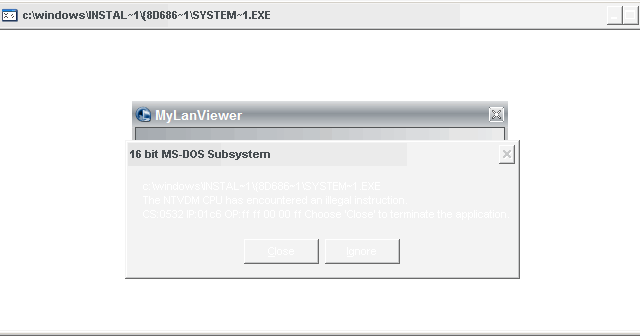 c:\windows\INSTAL~1\{8D686~1\SYSTEM~1.EXE
MyLanViewer
16 bit MS-DOS Subsystem
c:\windows\INSTAL~1\{8D686~1\SYSTEM~1.EXE
The NTVDM CPU has encountered an illegal instruction.
CS:0532 IP:01c6 OP:ff ff 00 00 ff Choose 'Close' to terminate the application.
Close
Ignore